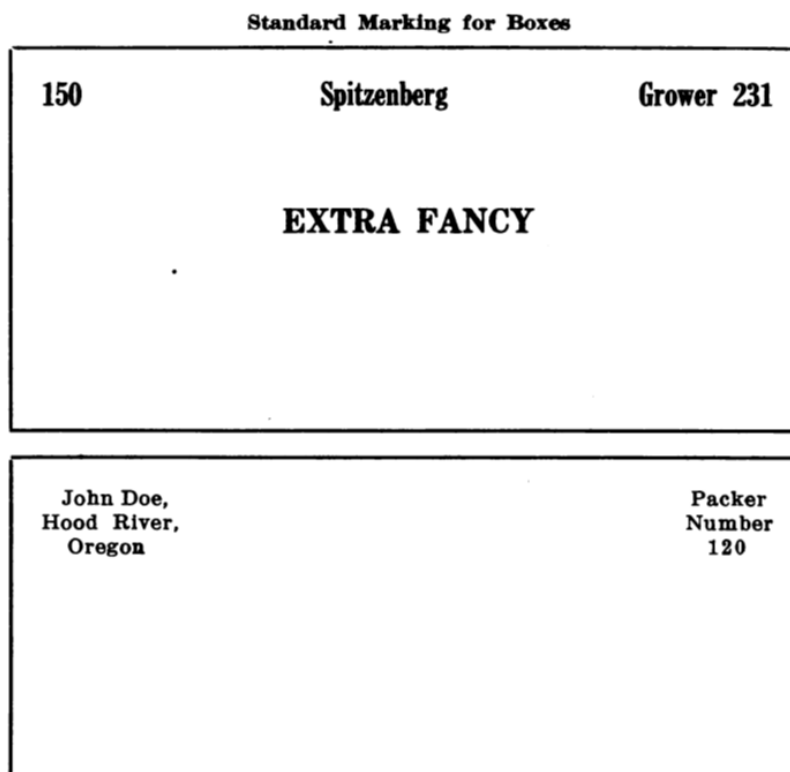 Standard Marking for Boxes
150 Spitzenberg Grower 231
EXTRA FANCY
John Doe,
Hood River,
Oregon
Packer
Number
120